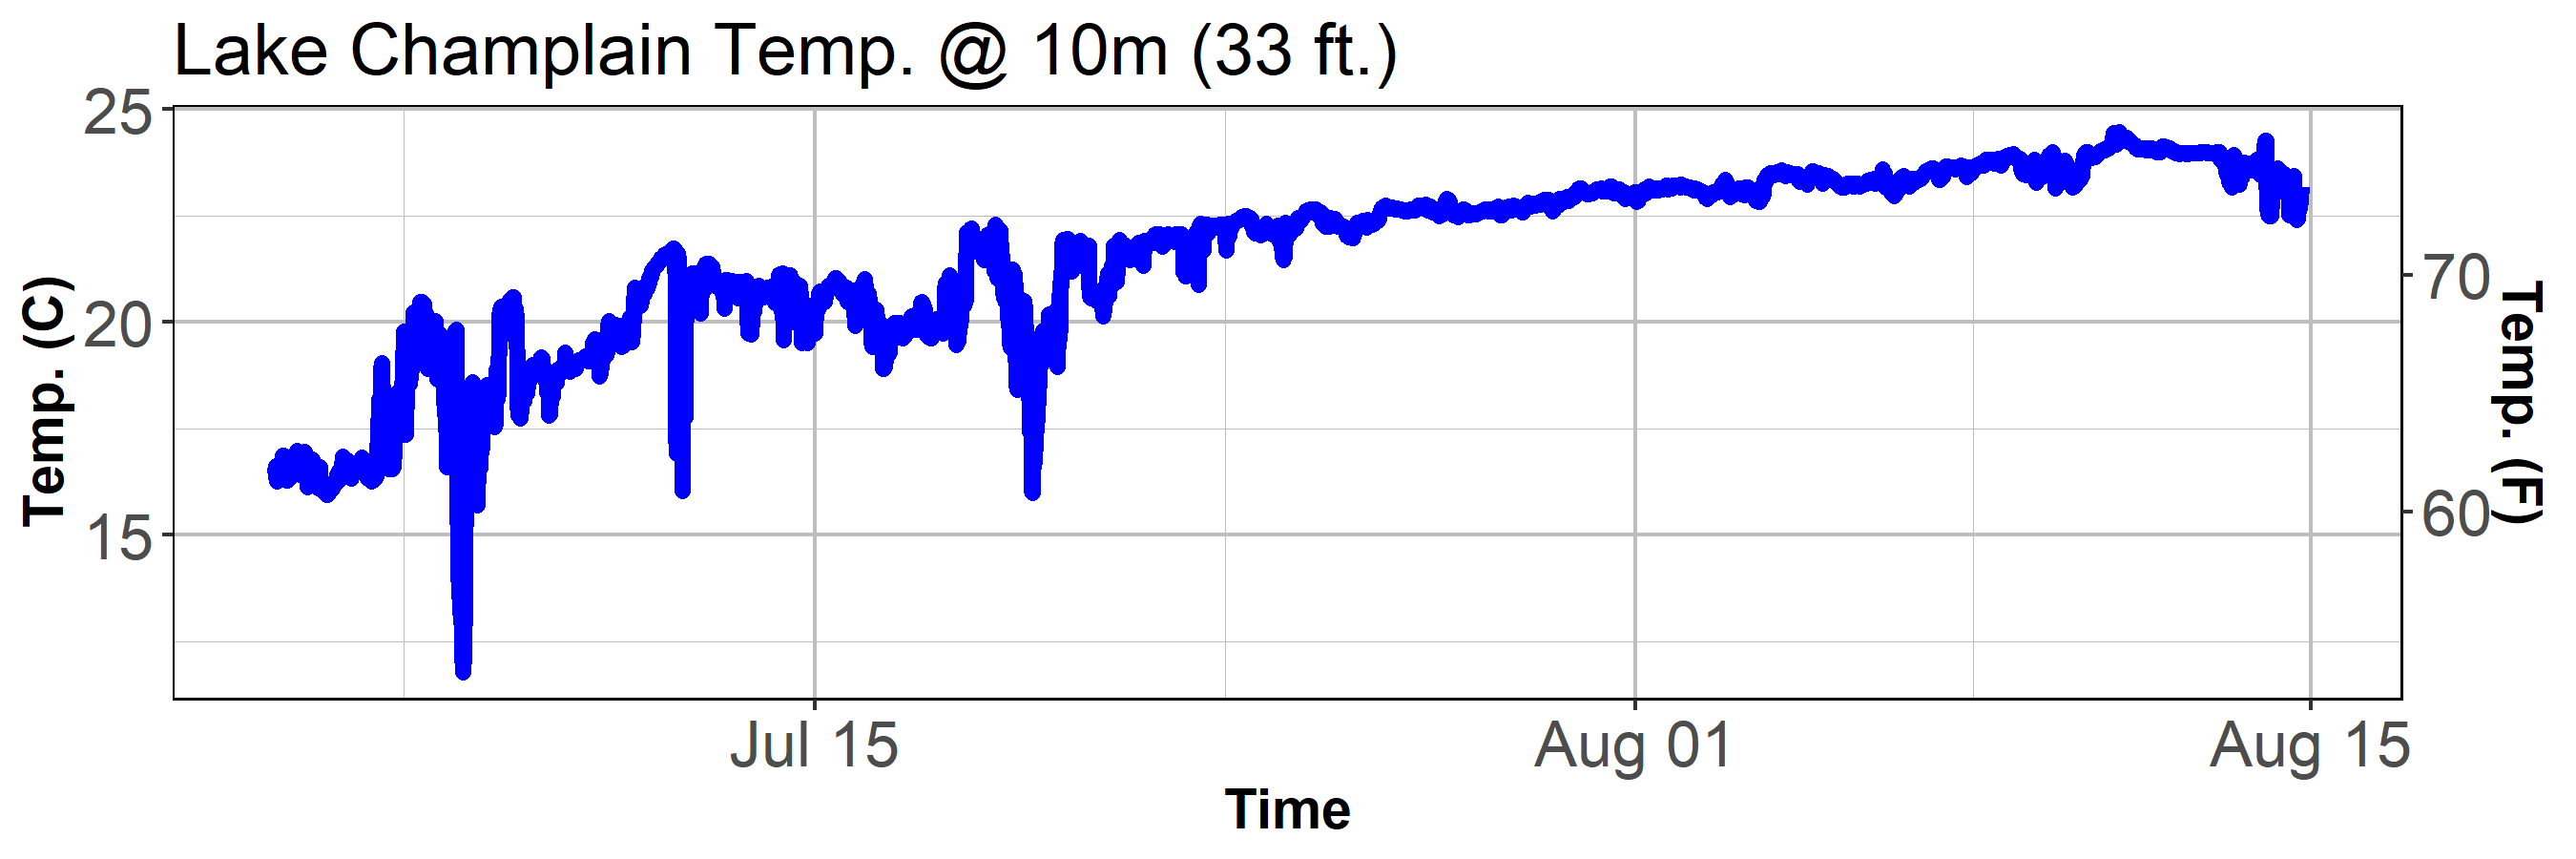 Lake Champlain Temp. @ 10m (33 ft.)
25
20
15
Temp. (C)
70
60
Temp. (F)
Jul 15
Aug 01
Aug 15
Time